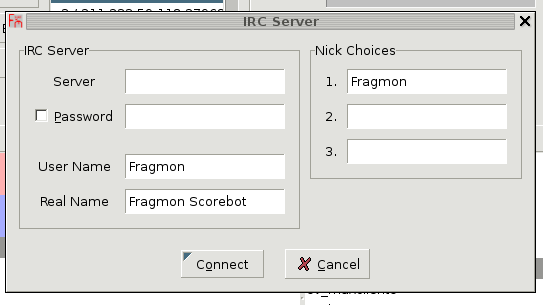 IRC Server
IRC Server
Server
Password
User Name Fragmon
Real Name Fragmon Scorebot
Nick Choices
1. Fragmon
2.
3.
Connect Cancel